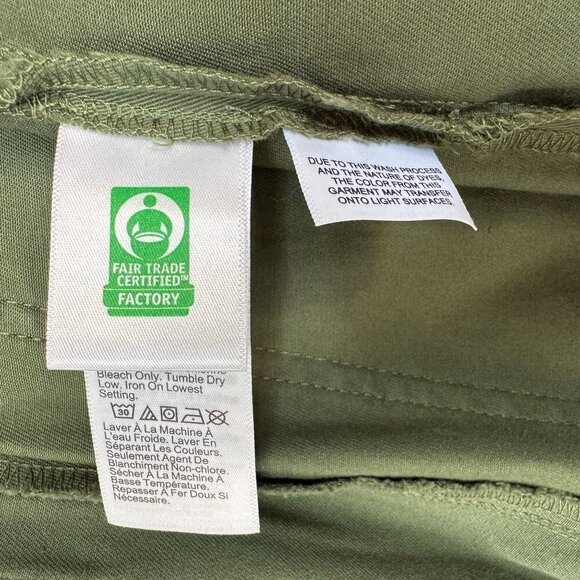 FAIR TRADE
CERTIFIED™
FACTORY
DUE TO THIS WASH PROCESS
AND THE NATURE OF DYES,
THE COLOR FROM THIS
GARMENT MAY TRANSFER
ONTO LIGHT SURFACES.
Bleach Only. Tumble Dry
Low. Iron On Lowest
Setting.
30
Laver À La Machine À
L'eau Froide. Laver En
Séparant Les Couleurs.
Seulement Agent De
Blanchiment Non-chlore.
Sécher À La Machine A
Basse Température.
Repasser À Fer Doux Si
Nécessaire.